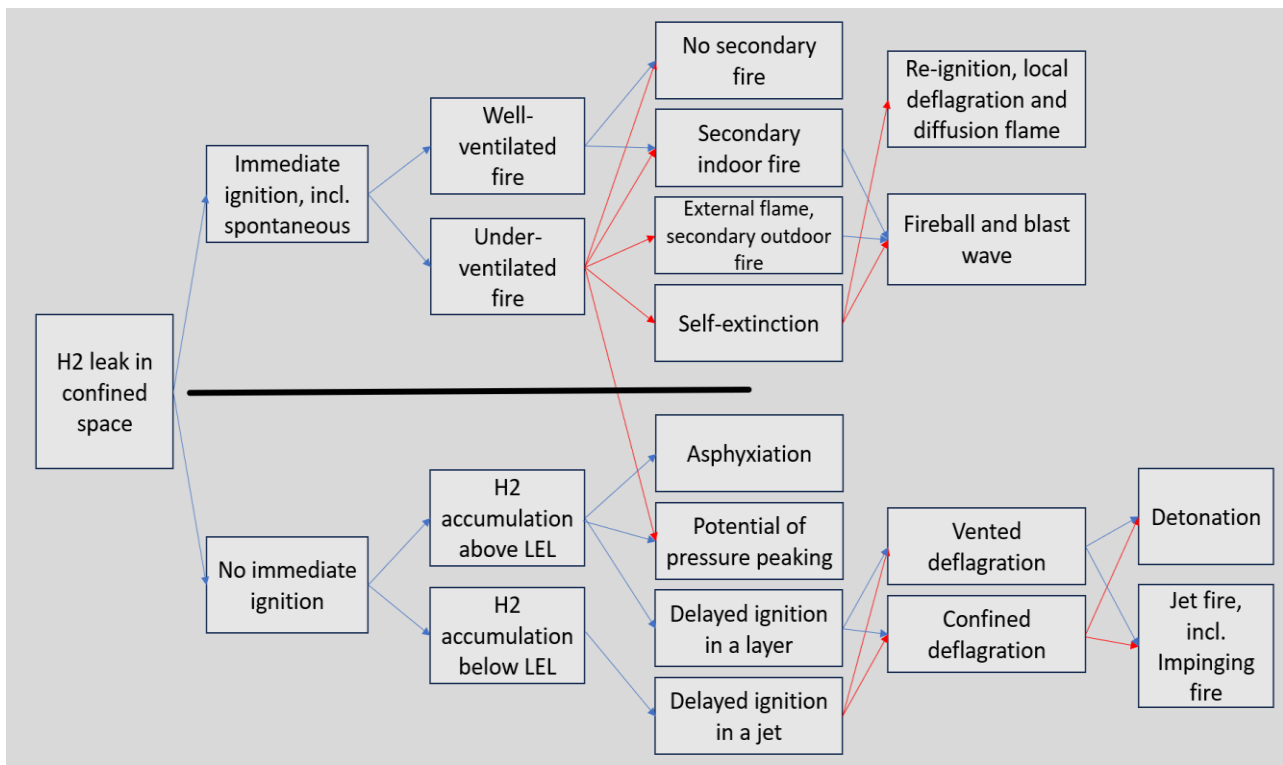 No secondary
fire
Re-ignition, local
deflagration and
diffusion flame
Well-
ventilated
fire
Secondary
indoor fire
Immediate
ignition, incl.
spontaneous
External flame,
secondary outdoor
fire
Fireball and blast
wave
Under-
ventilated
fire
Self-extinction
H2 leak in
confined
space
Asphyxiation
H2
accumulation
above LEL
Potential of
pressure peaking
Vented
deflagration
Detonation
No immediate
ignition
H2
accumulation
below LEL
Delayed ignition
in a layer
Confined
deflagration
Jet fire,
incl.
Impinging
fire
Delayed ignition
in a jet